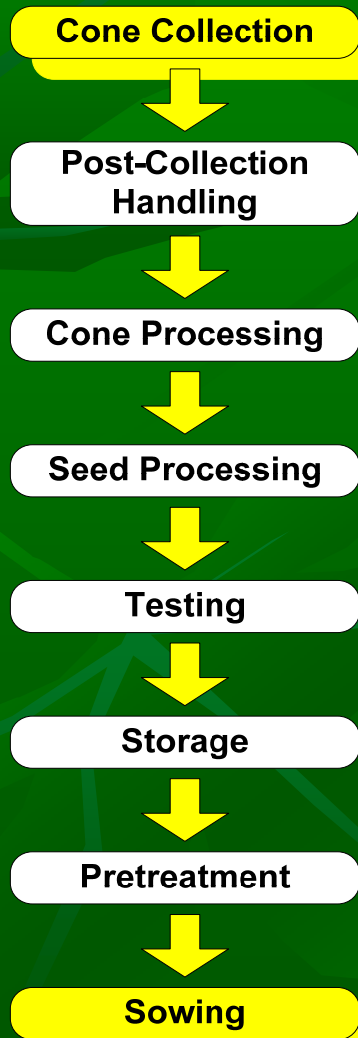 Cone Collection
Post-Collection
Handling
Cone Processing
Seed Processing
Testing
Storage
Pretreatment
Sowing